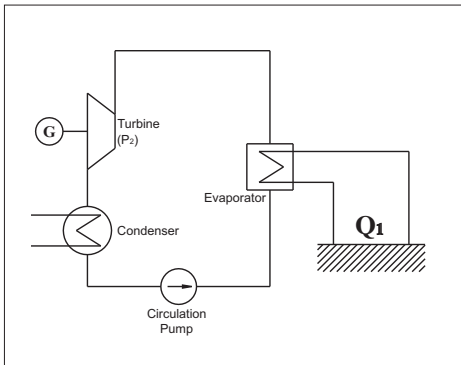 G
Turbine
(P₂)
Evaporator
Condenser
Q₁
Circulation
Pump